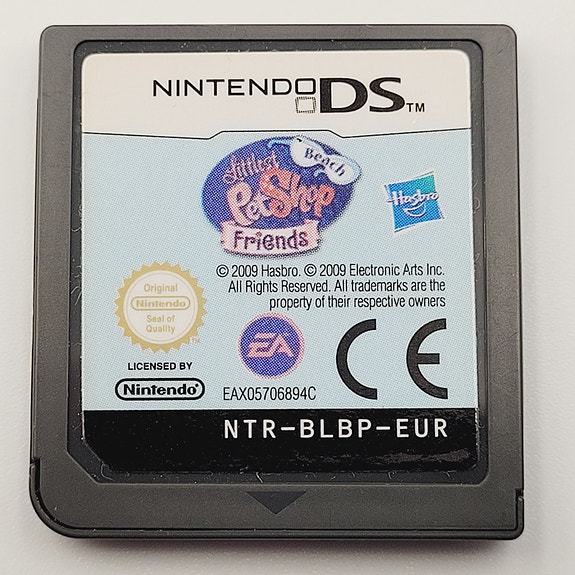 NINTENDO DS™
Littlest
Beach
PetShop
Friends
Hasbro
© 2009 Hasbro. © 2009 Electronic Arts Inc.
All Rights Reserved. All trademarks are the
property of their respective owners
Original
Nintendo
Seal of
Quality
TM
EA
CE
LICENSED BY
Nintendo®
EAX05706894C
NTR-BLBP-EUR